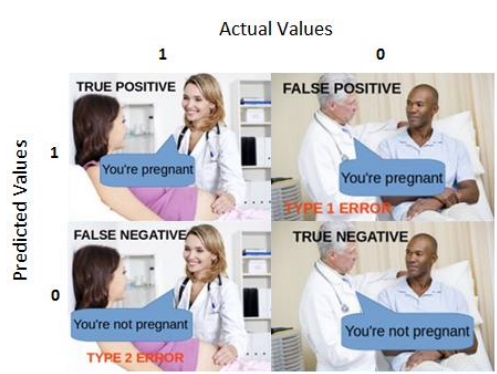 Actual Values
1 0
Predicted Values
1
TRUE POSITIVE
You're pregnant
FALSE POSITIVE
You're pregnant
TYPE 1 ERROR
0
FALSE NEGATIVE
You're not pregnant
TYPE 2 ERROR
TRUE NEGATIVE
You're not pregnant